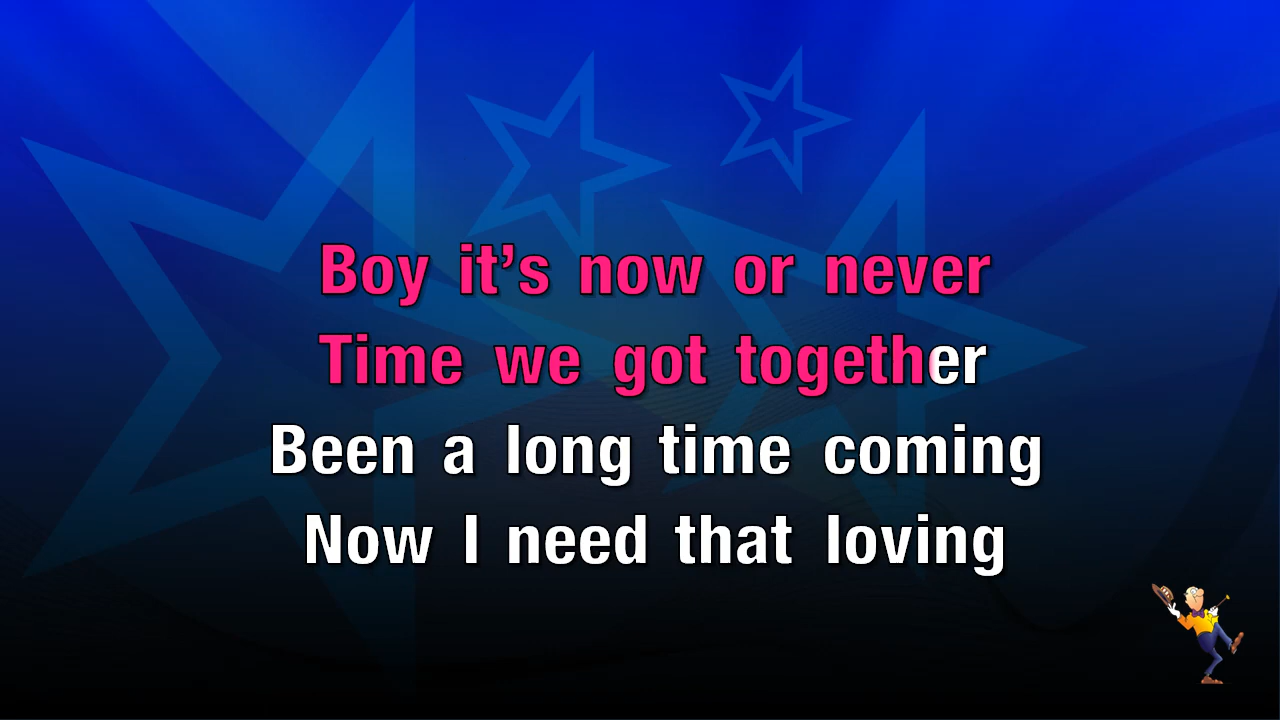 Boy it’s now or never
Time we got together
Been a long time coming
Now I need that loving